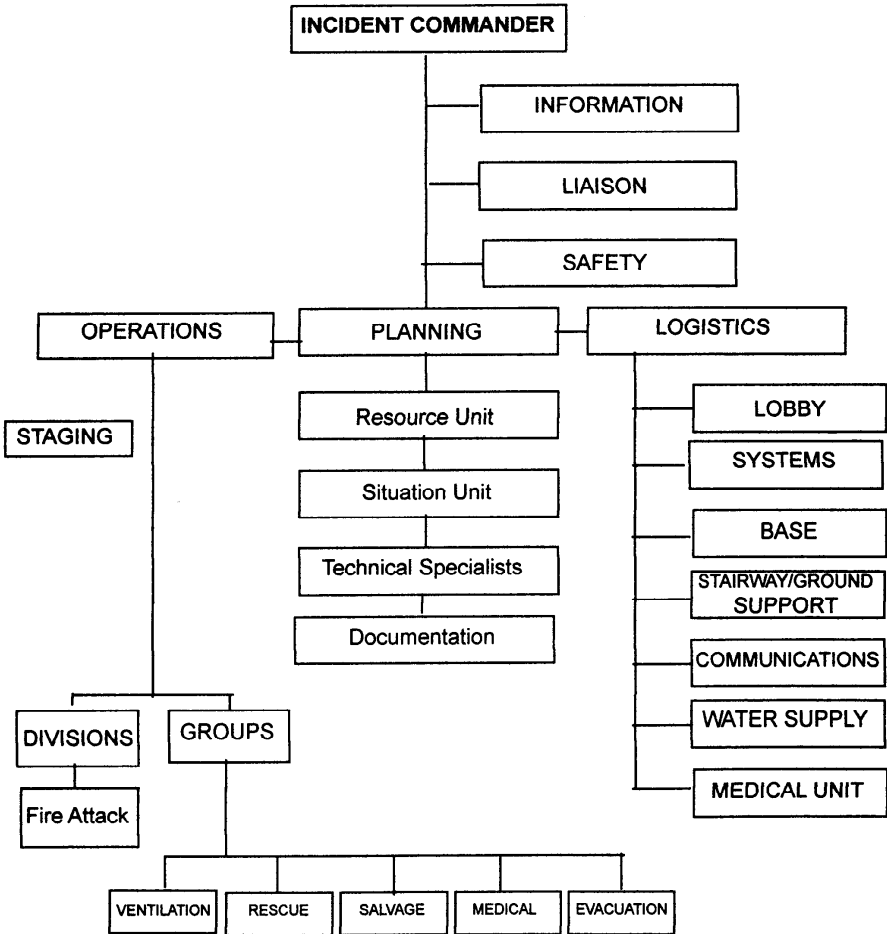 INCIDENT COMMANDER
INFORMATION
LIAISON
SAFETY
OPERATIONS
PLANNING
LOGISTICS
Resource Unit
Situation Unit
Technical Specialists
Documentation
STAGING
LOBBY
SYSTEMS
BASE
STAIRWAY/GROUND
SUPPORT
COMMUNICATIONS
WATER SUPPLY
MEDICAL UNIT
DIVISIONS
GROUPS
Fire Attack
VENTILATION
RESCUE
SALVAGE
MEDICAL
EVACUATION